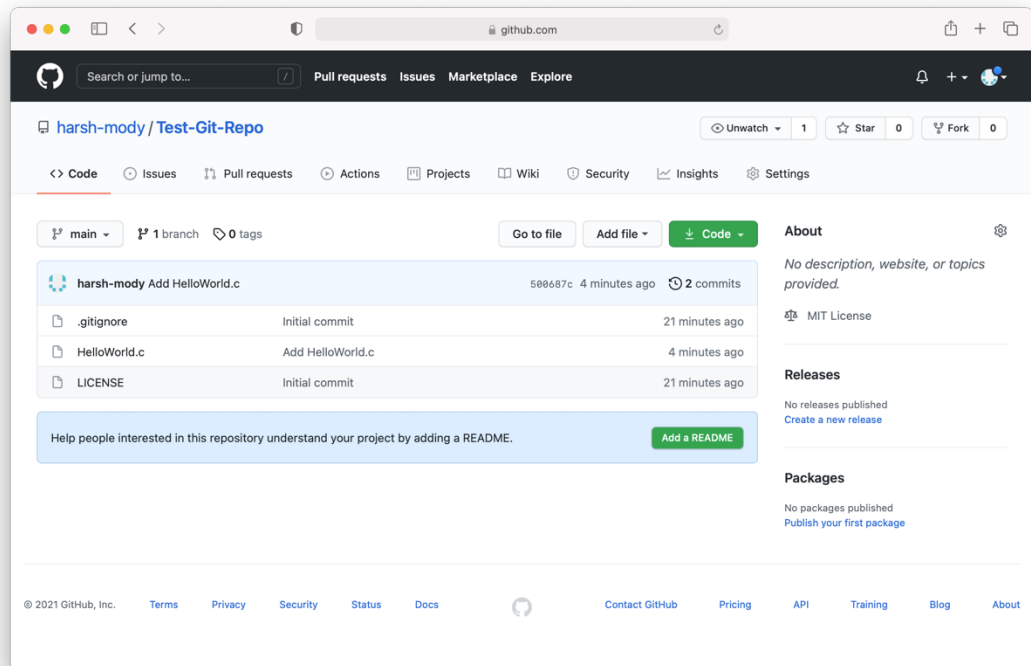 github.com
Search or jump to... /
Pull requests Issues Marketplace Explore
harsh-mody / Test-Git-Repo
Unwatch 1 Star 0 Fork 0
<> Code Issues Pull requests Actions Projects Wiki Security Insights Settings
main 1 branch 0 tags Go to file Add file Code
harsh-mody Add HelloWorld.c 500687c 4 minutes ago 2 commits
.gitignore Initial commit 21 minutes ago
HelloWorld.c Add HelloWorld.c 4 minutes ago
LICENSE Initial commit 21 minutes ago
Help people interested in this repository understand your project by adding a README. Add a README
About
No description, website, or topics
provided.
MIT License
Releases
No releases published
Create a new release
Packages
No packages published
Publish your first package
© 2021 GitHub, Inc. Terms Privacy Security Status Docs Contact GitHub Pricing API Training Blog About